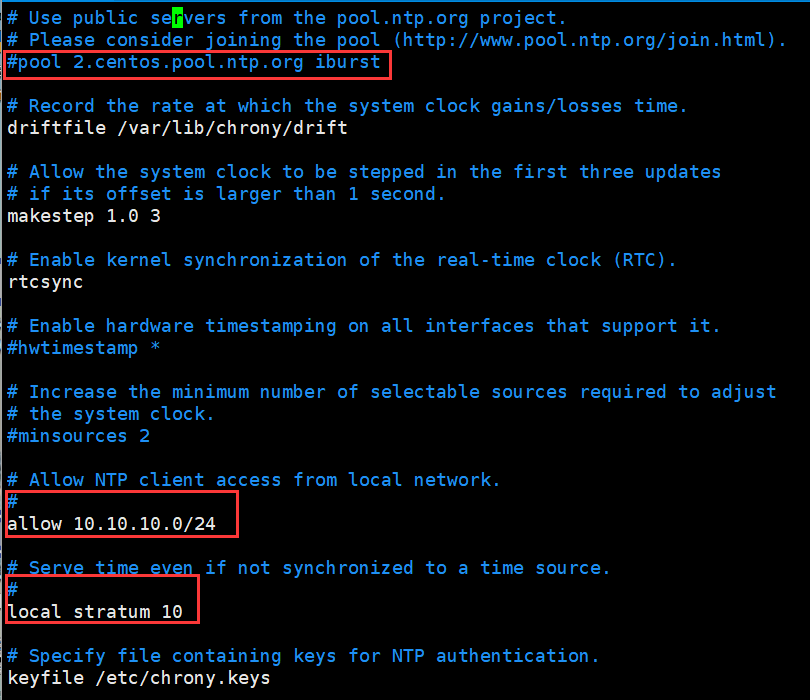 # Use public servers from the pool.ntp.org project.
# Please consider joining the pool (http://www.pool.ntp.org/join.html).
#pool 2.centos.pool.ntp.org iburst
# Record the rate at which the system clock gains/losses time.
driftfile /var/lib/chrony/drift
# Allow the system clock to be stepped in the first three updates
# if its offset is larger than 1 second.
makestep 1.0 3
# Enable kernel synchronization of the real-time clock (RTC).
rtcsync
# Enable hardware timestamping on all interfaces that support it.
#hwtimestamp *
# Increase the minimum number of selectable sources required to adjust
# the system clock.
#minsources 2
# Allow NTP client access from local network.
#
allow 10.10.10.0/24
# Serve time even if not synchronized to a time source.
#
local stratum 10
# Specify file containing keys for NTP authentication.
keyfile /etc/chrony.keys